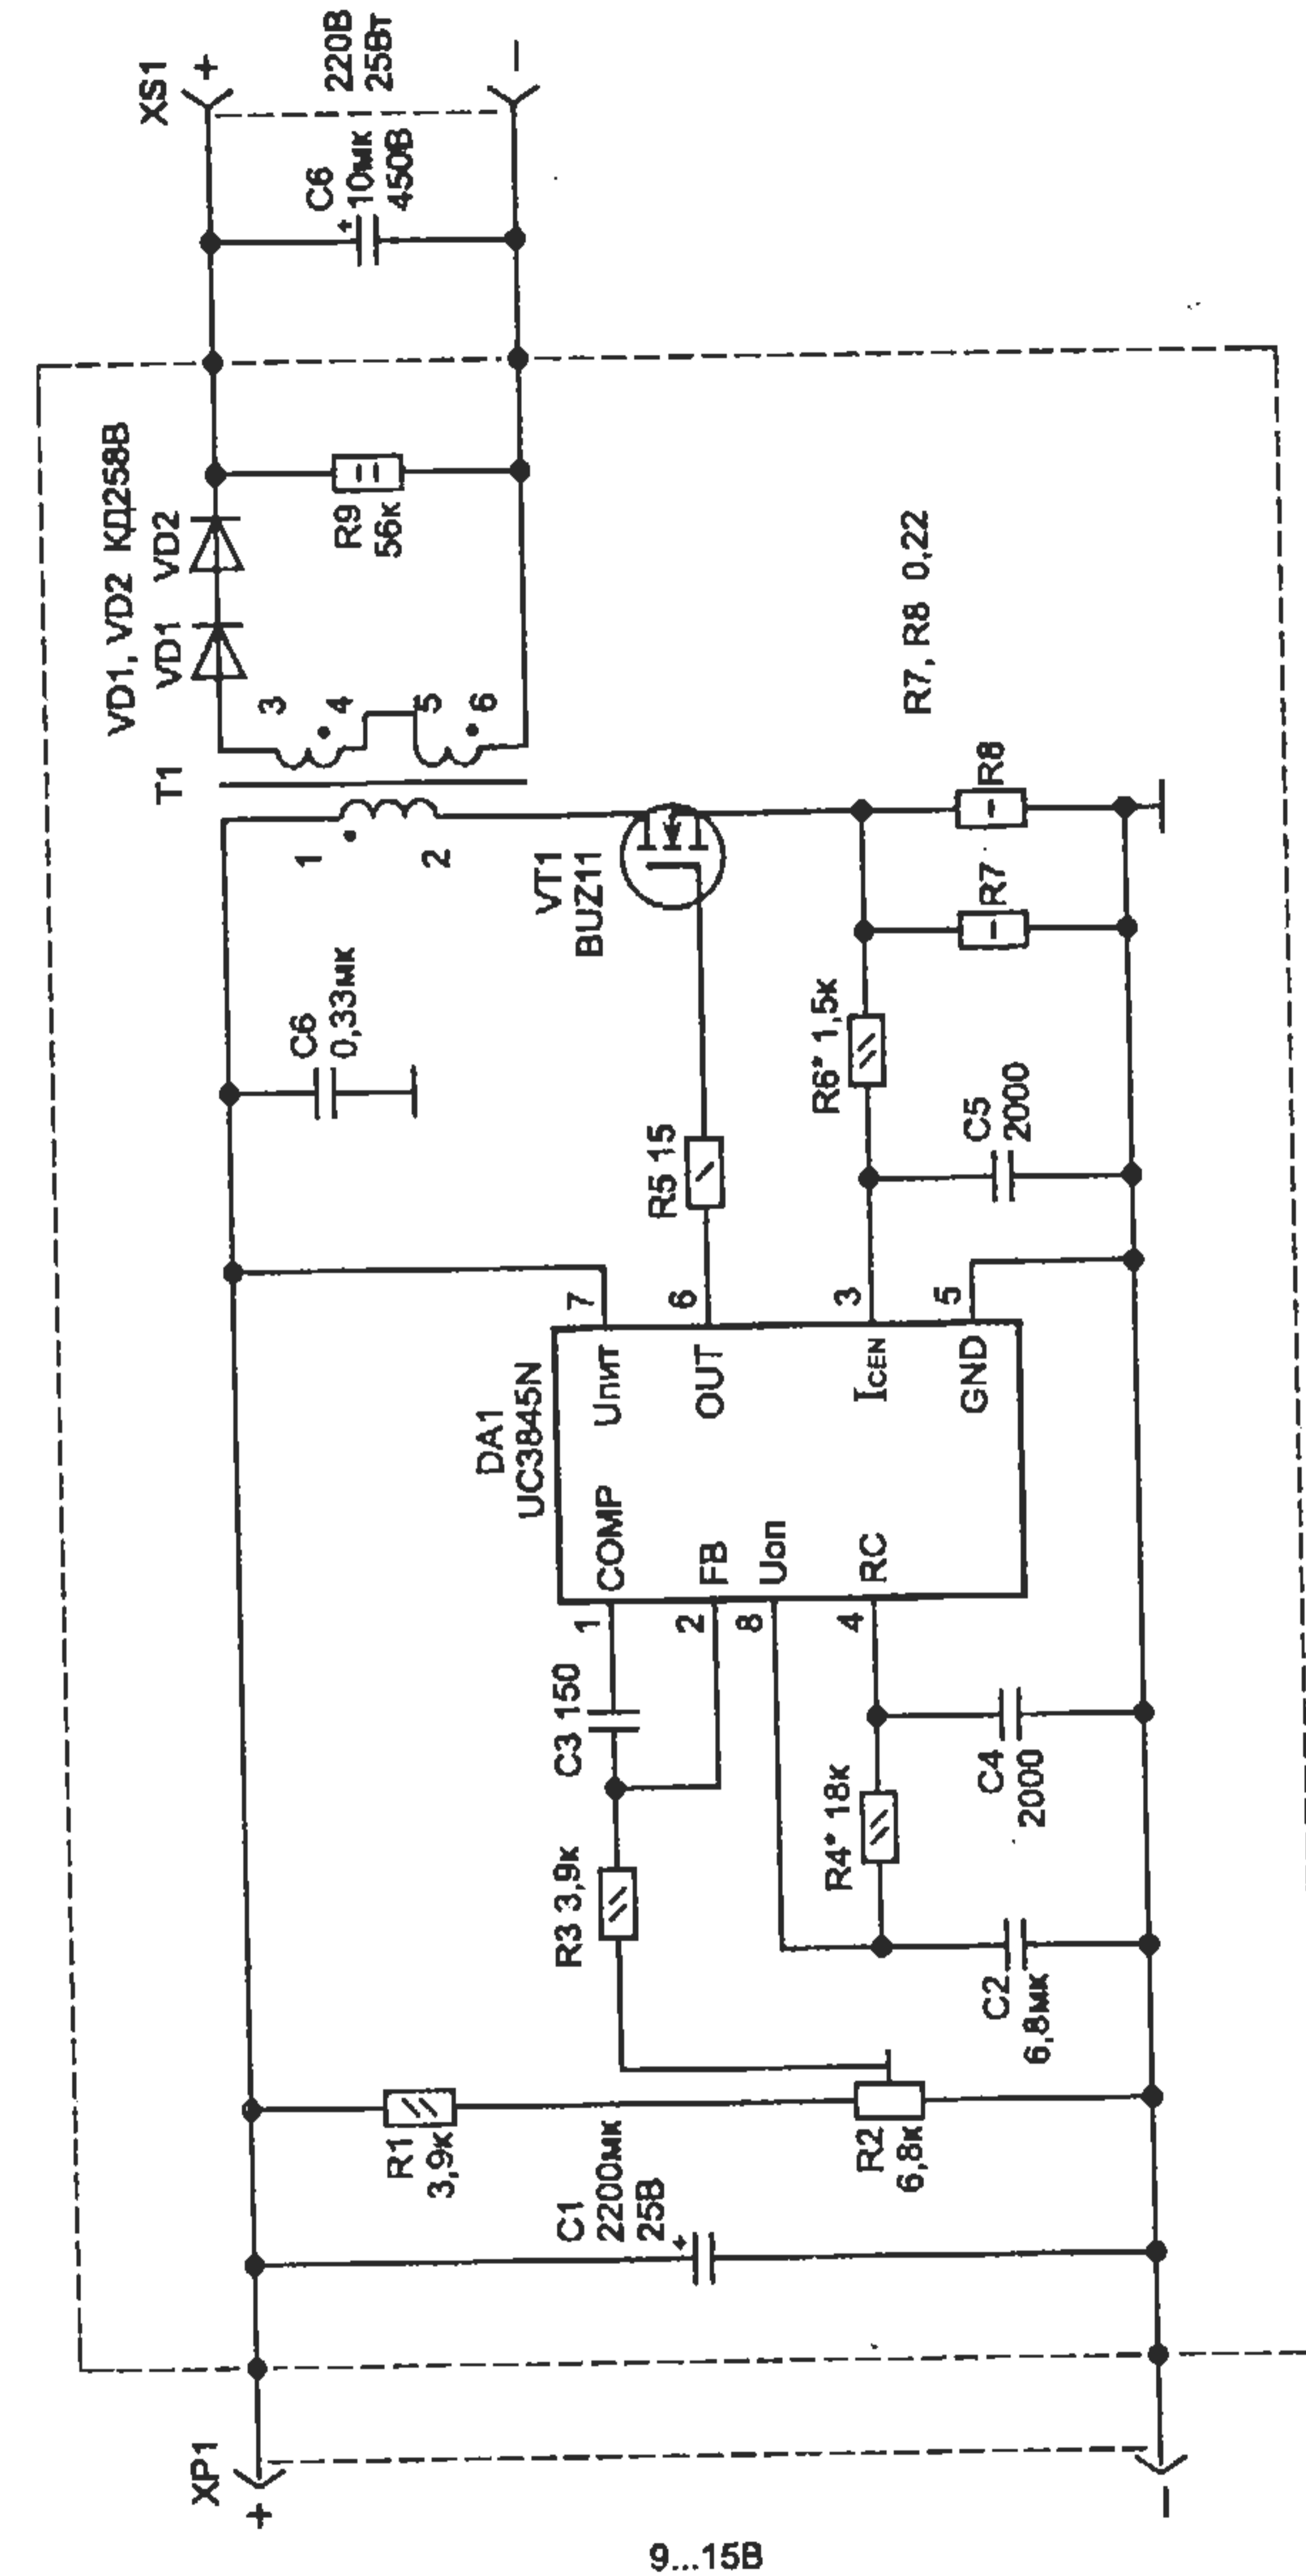 XP1
+
9...15В
–
C1
2200мк
25В
+
R1
3,9к
R2
6,8к
R3 3,9к
C3 150
C2
6,8мк
R4* 18к
C4
2000
DA1
UC3845N
1
COMP
2
FB
8
Uоп
4
RC
Uпит
7
OUT
6
ICEN
3
GND
5
R5 15
C6
0,33мк
R6* 1,5к
C5
2000
VT1
BUZ11
R7
R8
R7, R8 0,22
T1
1
2
3
4
5
6
VD1, VD2 КД258В
VD1
VD2
R9
56к
C6
+
10мк
450В
XS1
+
220В
25Вт
–